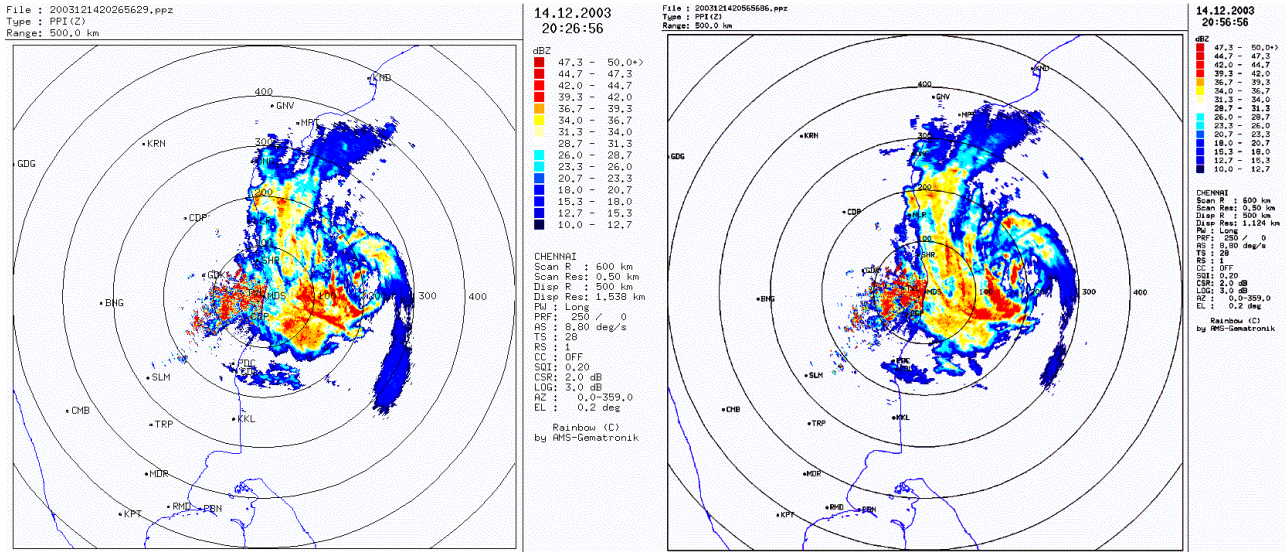 File : 2003121420265629.ppz
Type : PPI(Z)
Range: 500.0 km
14.12.2003
20:26:56
dBZ
47.3 - 50.0+>
44.7 - 47.3
42.0 - 44.7
39.3 - 42.0
36.7 - 39.3
34.0 - 36.7
31.3 - 34.0
28.7 - 31.3
26.0 - 28.7
23.3 - 26.0
20.7 - 23.3
18.0 - 20.7
15.3 - 18.0
12.7 - 15.3
10.0 - 12.7
CHENNAI
Scan R : 600 km
Scan Res: 0.50 km
Disp R : 500 km
Disp Res: 1.538 km
PW : Long
PRF: 250 / 0
AS : 8.80 deg/s
TS : 28
RS : 1
CC : OFF
SQI: 0.20
CSR: 2.0 dB
LOG: 3.0 dB
AZ : 0.0-359.0
EL : 0.2 deg
Rainbow (C)
by AMS-Gematronik
KND
400
GNV
MPT
KRN
300
GDG
200
CDP
100
SHR
GDK
BNG
MDS
100
300
400
PDC
SLM
CMB
TRP
KKL
MDR
RMD
PBN
KPT
File : 2003121420565686.ppz
Type : PPI(Z)
Range: 500.0 km
14.12.2003
20:56:56
dBZ
47.3 - 50.0+>
44.7 - 47.3
42.0 - 44.7
39.3 - 42.0
36.7 - 39.3
34.0 - 36.7
31.3 - 34.0
28.7 - 31.3
26.0 - 28.7
23.3 - 26.0
20.7 - 23.3
18.0 - 20.7
15.3 - 18.0
12.7 - 15.3
10.0 - 12.7
CHENNAI
Scan R : 600 km
Scan Res: 0.50 km
Disp R : 500 km
Disp Res: 1.124 km
PW : Long
PRF: 250 / 0
AS : 8.80 deg/s
TS : 28
RS : 1
CC : OFF
SQI: 0.20
CSR: 2.0 dB
LOG: 3.0 dB
AZ : 0.0-359.0
EL : 0.2 deg
Rainbow (C)
by AMS-Gematronik
KND
400
GNV
KRN
300
GDG
200
CDP
NLR
100
SHR
BNG
MDS
300
400
SLM
CMB
TRP
KKL
MDR
RMD
PBN
KPT